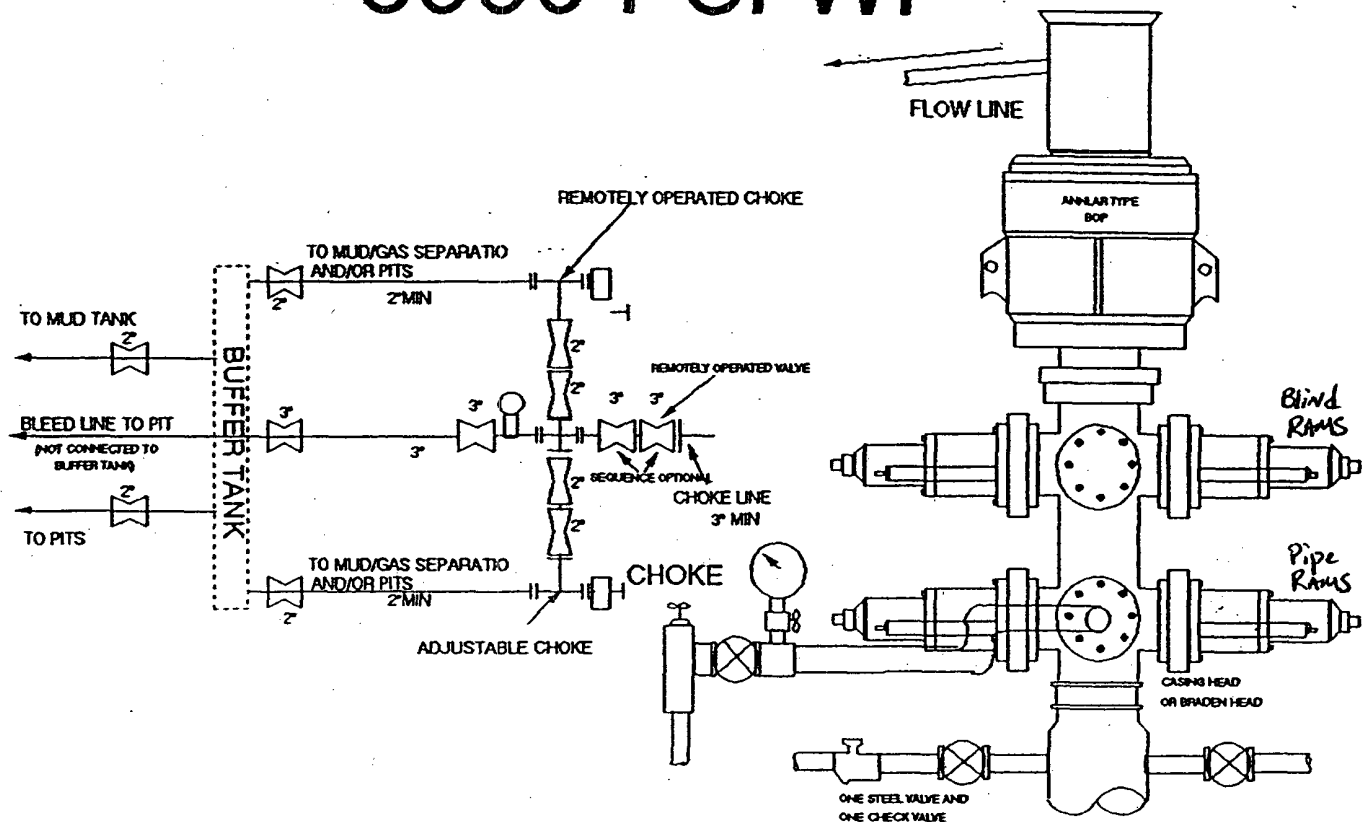 FLOW LINE
ANNLAR TYPE
BOP
REMOTELY OPERATED CHOKE
TO MUD/GAS SEPARATIO
AND/OR PITS
2" MIN
2"
TO MUD TANK
2"
BUFFER TANK
2"
2"
REMOTELY OPERATED VALVE
3"
3"
3"
3"
3"
BLEED LINE TO PIT
(NOT CONNECTED TO
BUFFER TANK)
SEQUENCE OPTIONAL
CHOKE LINE
3" MIN
2"
2"
2"
TO PITS
TO MUD/GAS SEPARATIO
AND/OR PITS
2" MIN
2"
ADJUSTABLE CHOKE
CHOKE
Blind
RAMS
Pipe
RAMS
CASING HEAD
OR BRADEN HEAD
ONE STEEL VALVE AND
ONE CHECK VALVE